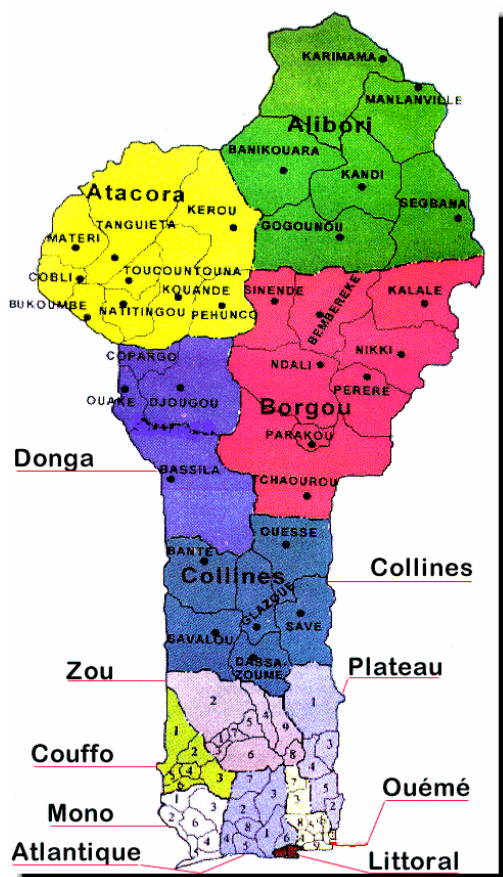 KARIMAMA
MANLANVILLE
Alibori
BANIKOUARA
KANDI
SEGBANA
GOGOUNOU
Atacora
KEROU
TANGUIETA
MATERI
TOUCOUNTOUNA
COBLI
KOUANDE
BUKOUMBE
NATITINGOU
PEHUNCO
SINENDE
BEMBEREKE
KALALE
NIKKI
NDALI
PERERE
Borgou
PARAKOU
TCHAOUROU
COPARGO
OUAKE
DJOUGOU
Donga
BASSILA
OUESSE
BANTE
Collines
Collines
GLAZOUE
SAVE
SAVALOU
DASSA
ZOUME
Zou
Plateau
Couffo
Ouémé
Mono
Atlantique
Littoral